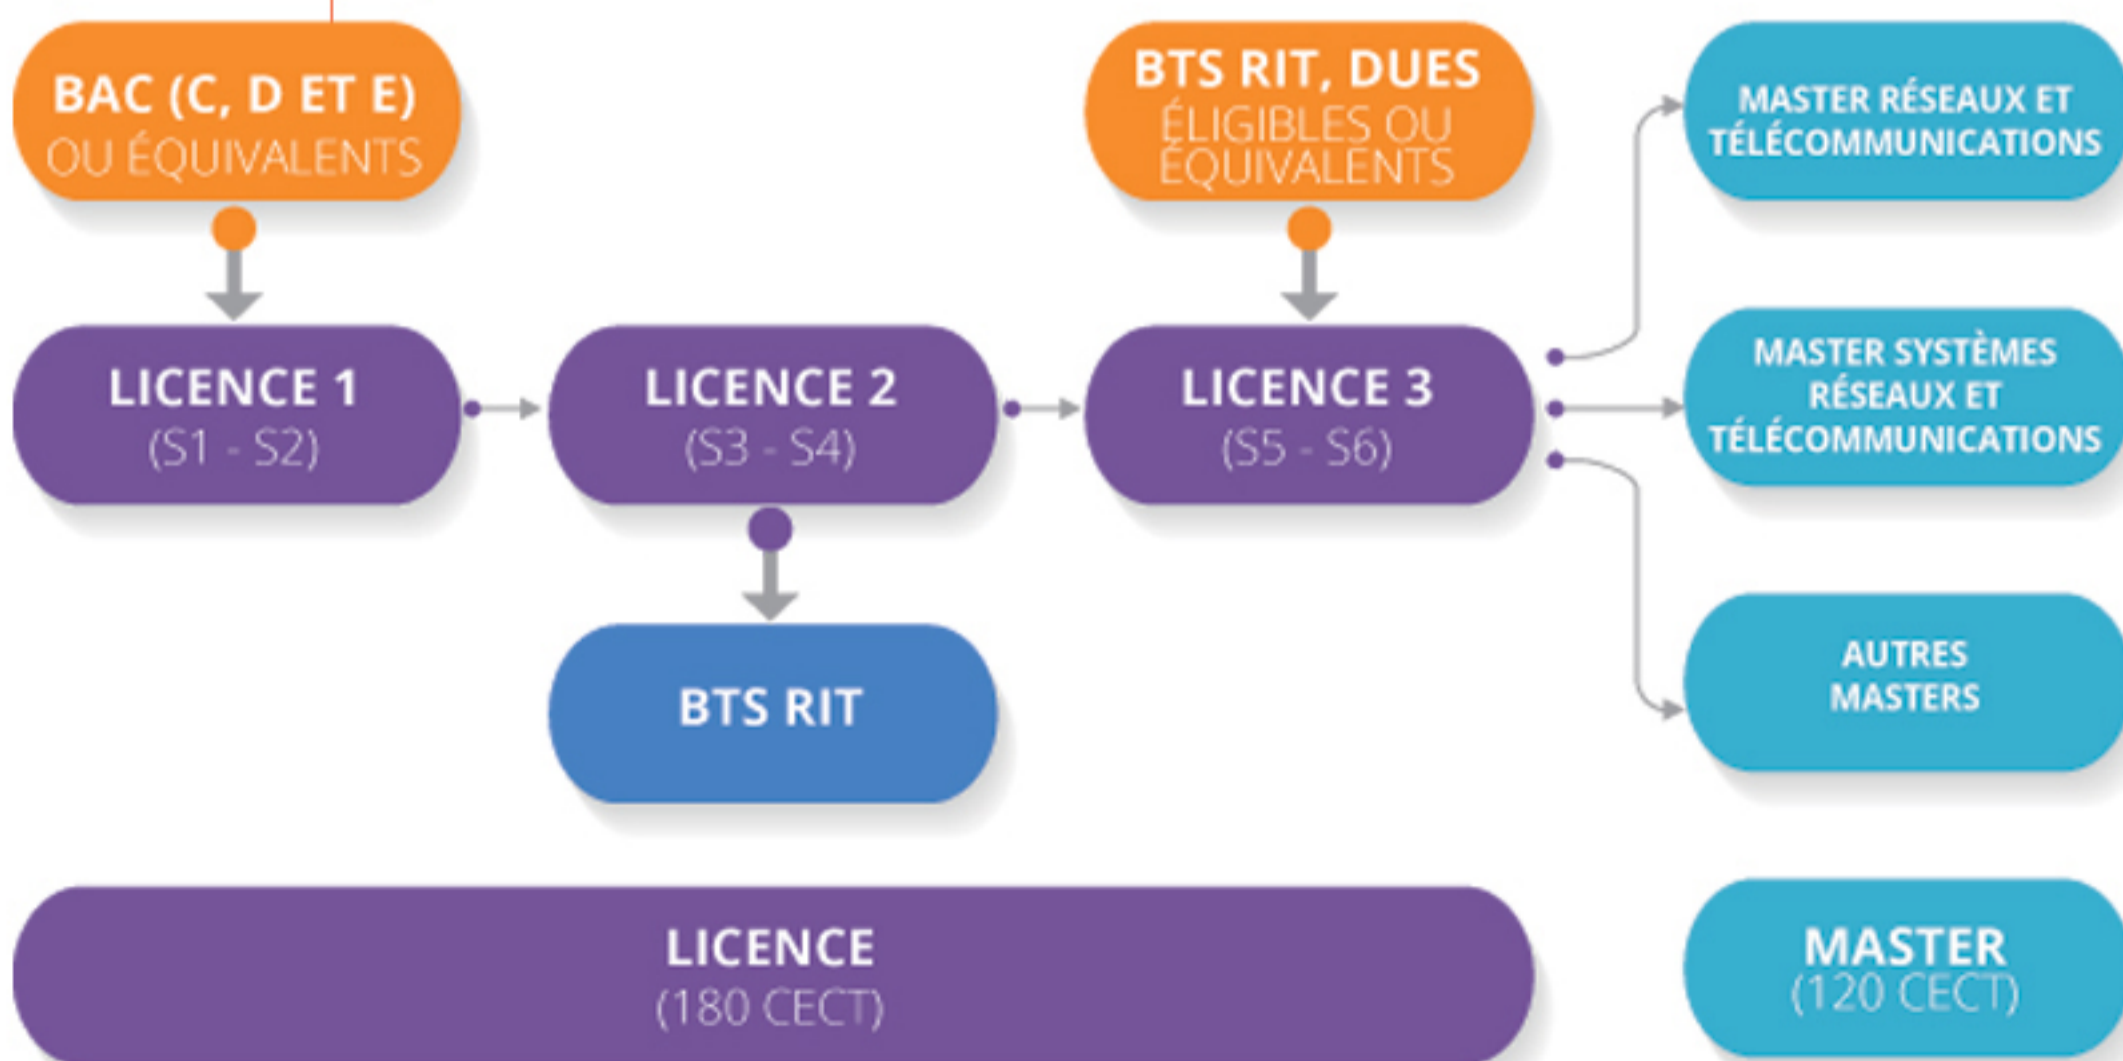 BAC (C, D ET E)
OU ÉQUIVALENTS
BTS RIT, DUES
ÉLIGIBLES OU
ÉQUIVALENTS
MASTER RÉSEAUX ET
TÉLÉCOMMUNICATIONS
LICENCE 1
(S1 - S2)
LICENCE 2
(S3 - S4)
LICENCE 3
(S5 - S6)
MASTER SYSTÈMES
RÉSEAUX ET
TÉLÉCOMMUNICATIONS
BTS RIT
AUTRES
MASTERS
LICENCE
(180 CECT)
MASTER
(120 CECT)